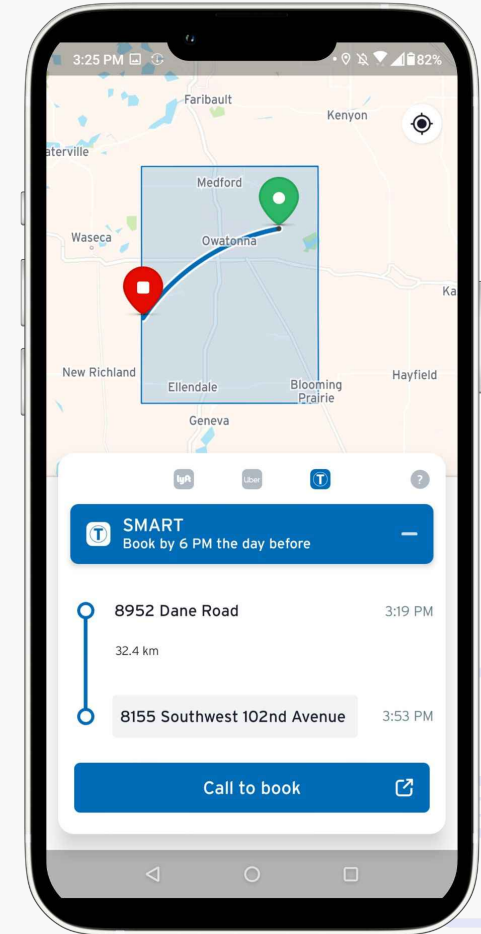 3:25 PM
82%
Faribault
Kenyon
aterville
Medford
Waseca
Owatonna
Ka
New Richland
Hayfield
Ellendale
Blooming
Prairie
Geneva
lyft
Uber
T
?
T
SMART
Book by 6 PM the day before
8952 Dane Road
3:19 PM
32.4 km
8155 Southwest 102nd Avenue
3:53 PM
Call to book